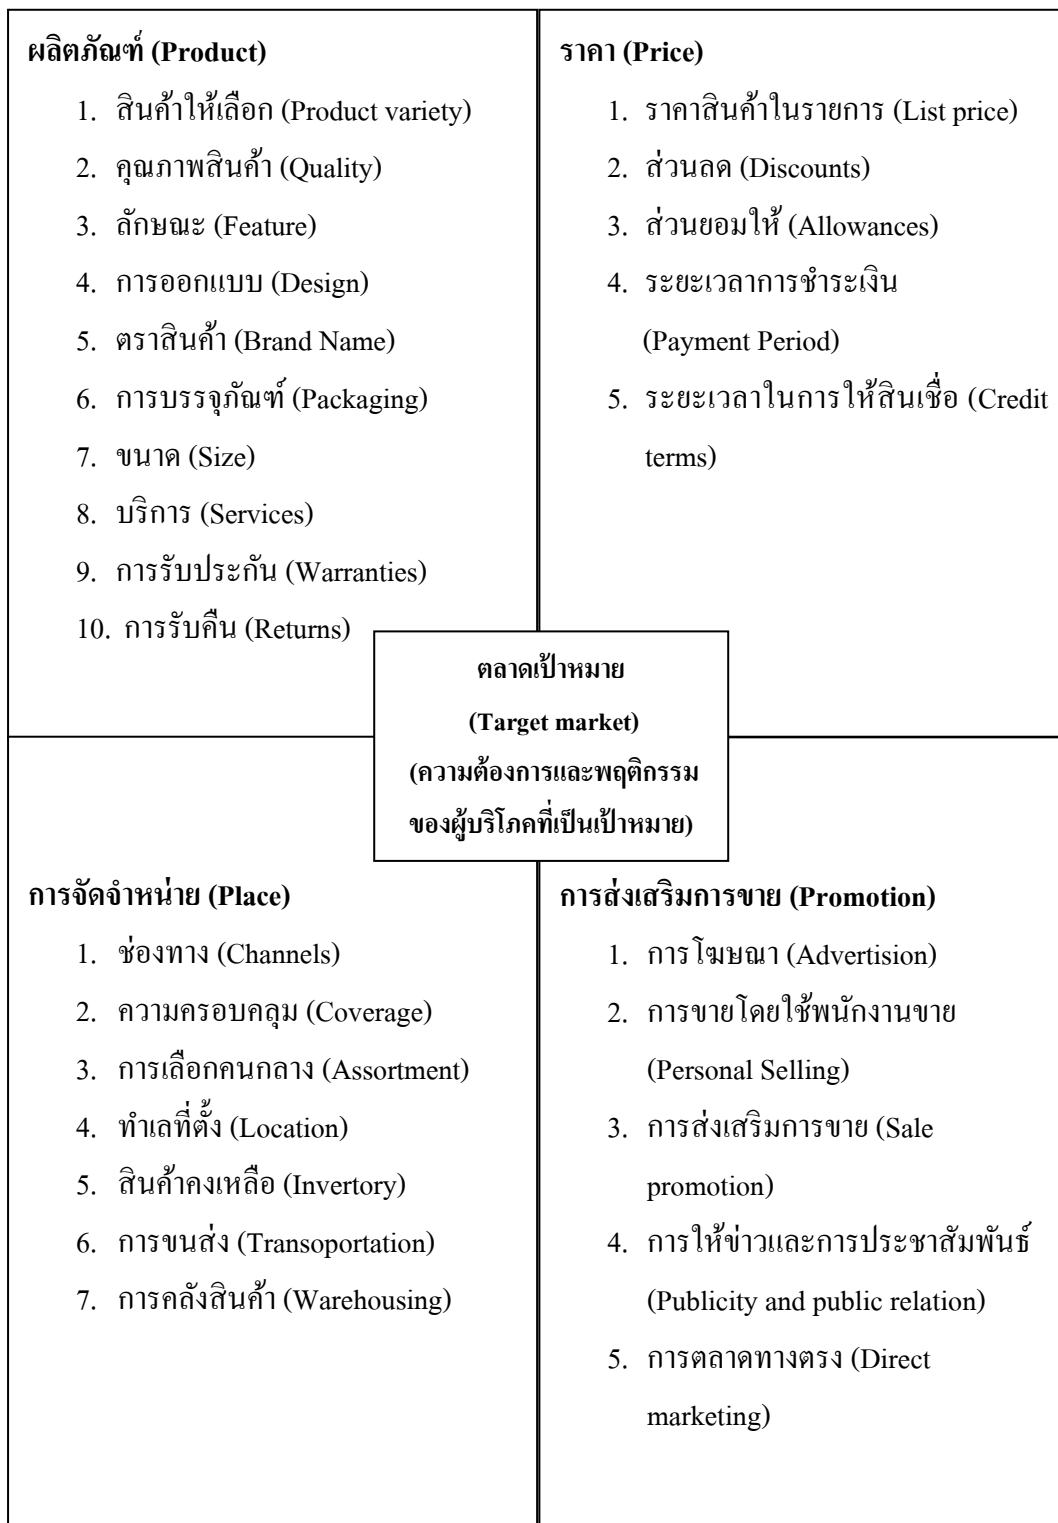 ผลิตภัณฑ์ (Product)
1. สินค้าให้เลือก (Product variety)
2. คุณภาพสินค้า (Quality)
3. ลักษณะ (Feature)
4. การออกแบบ (Design)
5. ตราสินค้า (Brand Name)
6. การบรรจุภัณฑ์ (Packaging)
7. ขนาด (Size)
8. บริการ (Services)
9. การรับประกัน (Warranties)
10. การรับคืน (Returns)
ราคา (Price)
1. ราคาสินค้าในรายการ (List price)
2. ส่วนลด (Discounts)
3. ส่วนยอมให้ (Allowances)
4. ระยะเวลาการชำระเงิน
(Payment Period)
5. ระยะเวลาในการให้สินเชื่อ (Credit
terms)
ตลาดเป้าหมาย
(Target market)
(ความต้องการและพฤติกรรม
ของผู้บริโภคที่เป็นเป้าหมาย)
การจัดจำหน่าย (Place)
1. ช่องทาง (Channels)
2. ความครอบคลุม (Coverage)
3. การเลือกคนกลาง (Assortment)
4. ทำเลที่ตั้ง (Location)
5. สินค้าคงเหลือ (Invertory)
6. การขนส่ง (Transoportation)
7. การคลังสินค้า (Warehousing)
การส่งเสริมการขาย (Promotion)
1. การโฆษณา (Advertision)
2. การขายโดยใช้พนักงานขาย
(Personal Selling)
3. การส่งเสริมการขาย (Sale
promotion)
4. การให้ข่าวและการประชาสัมพันธ์
(Publicity and public relation)
5. การตลาดทางตรง (Direct
marketing)